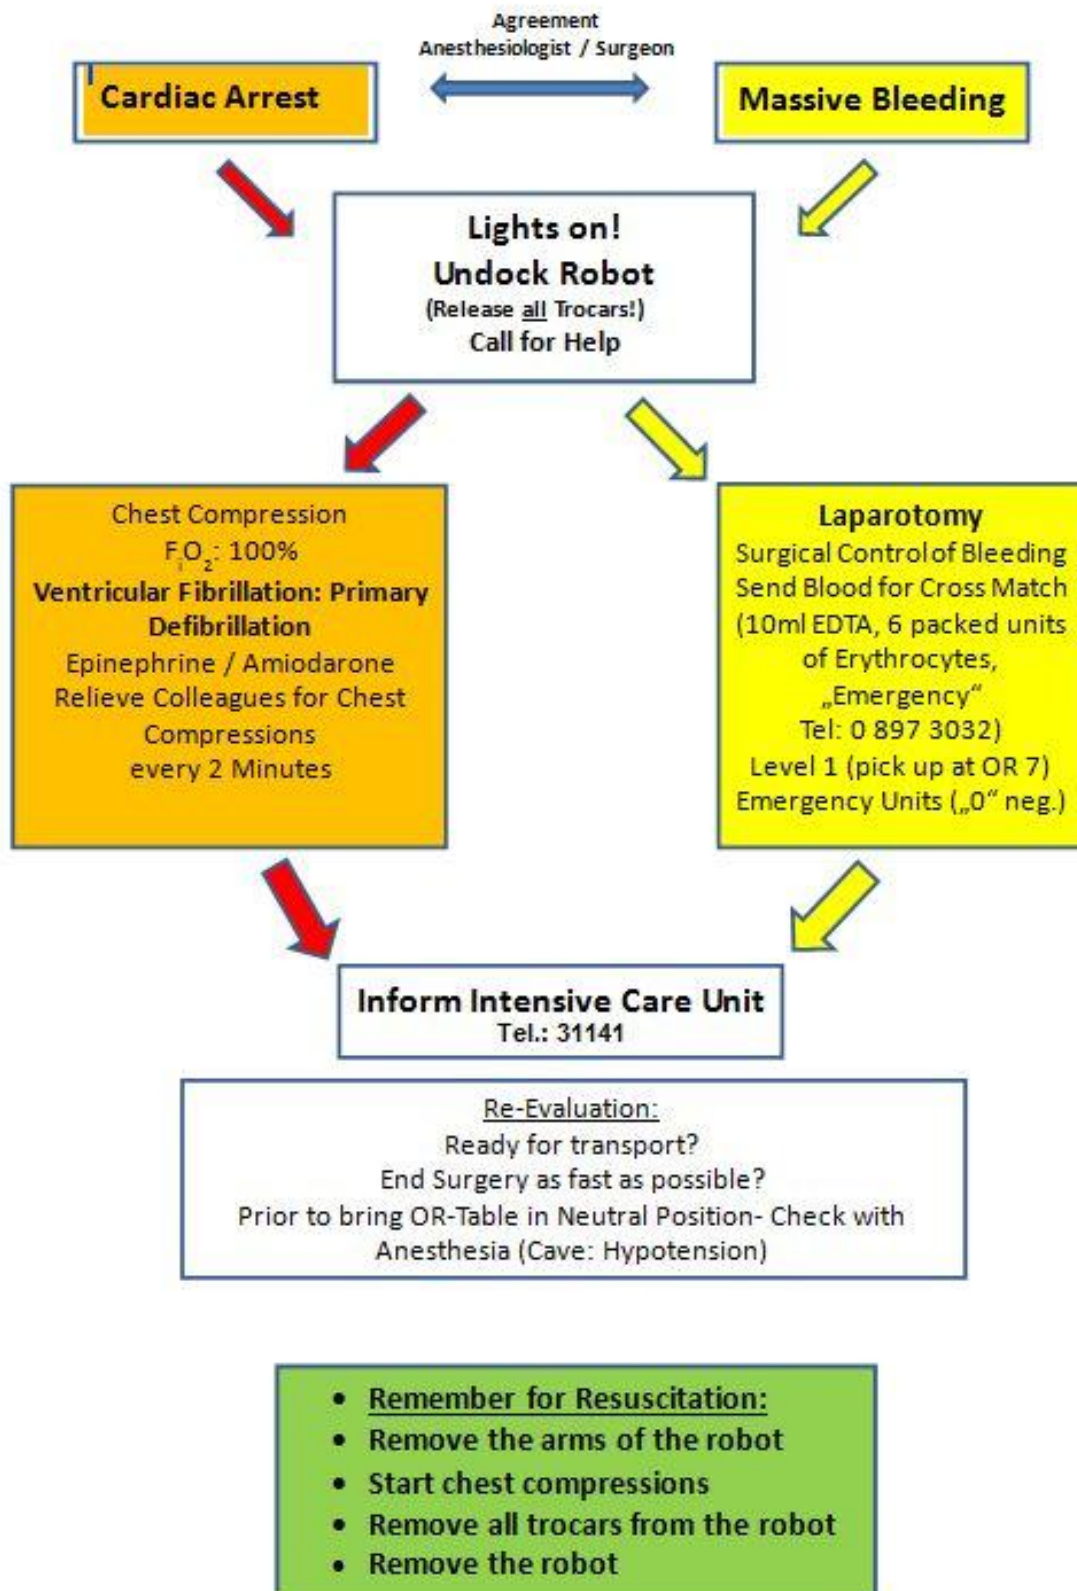 Agreement
Anesthesiologist / Surgeon
Cardiac Arrest
Massive Bleeding
Lights on!
Undock Robot
(Release all Trocars!)
Call for Help
Chest Compression
FiO2: 100%
Ventricular Fibrillation: Primary
Defibrillation
Epinephrine / Amiodarone
Relieve Colleagues for Chest
Compressions
every 2 Minutes
Laparotomy
Surgical Control of Bleeding
Send Blood for Cross Match
(10ml EDTA, 6 packed units
of Erythrocytes,
„Emergency“
Tel: 0 897 3032)
Level 1 (pick up at OR 7)
Emergency Units („0“ neg.)
Inform Intensive Care Unit
Tel.: 31141
Re-Evaluation:
Ready for transport?
End Surgery as fast as possible?
Prior to bring OR-Table in Neutral Position- Check with
Anesthesia (Cave: Hypotension)
• Remember for Resuscitation:
• Remove the arms of the robot
• Start chest compressions
• Remove all trocars from the robot
• Remove the robot